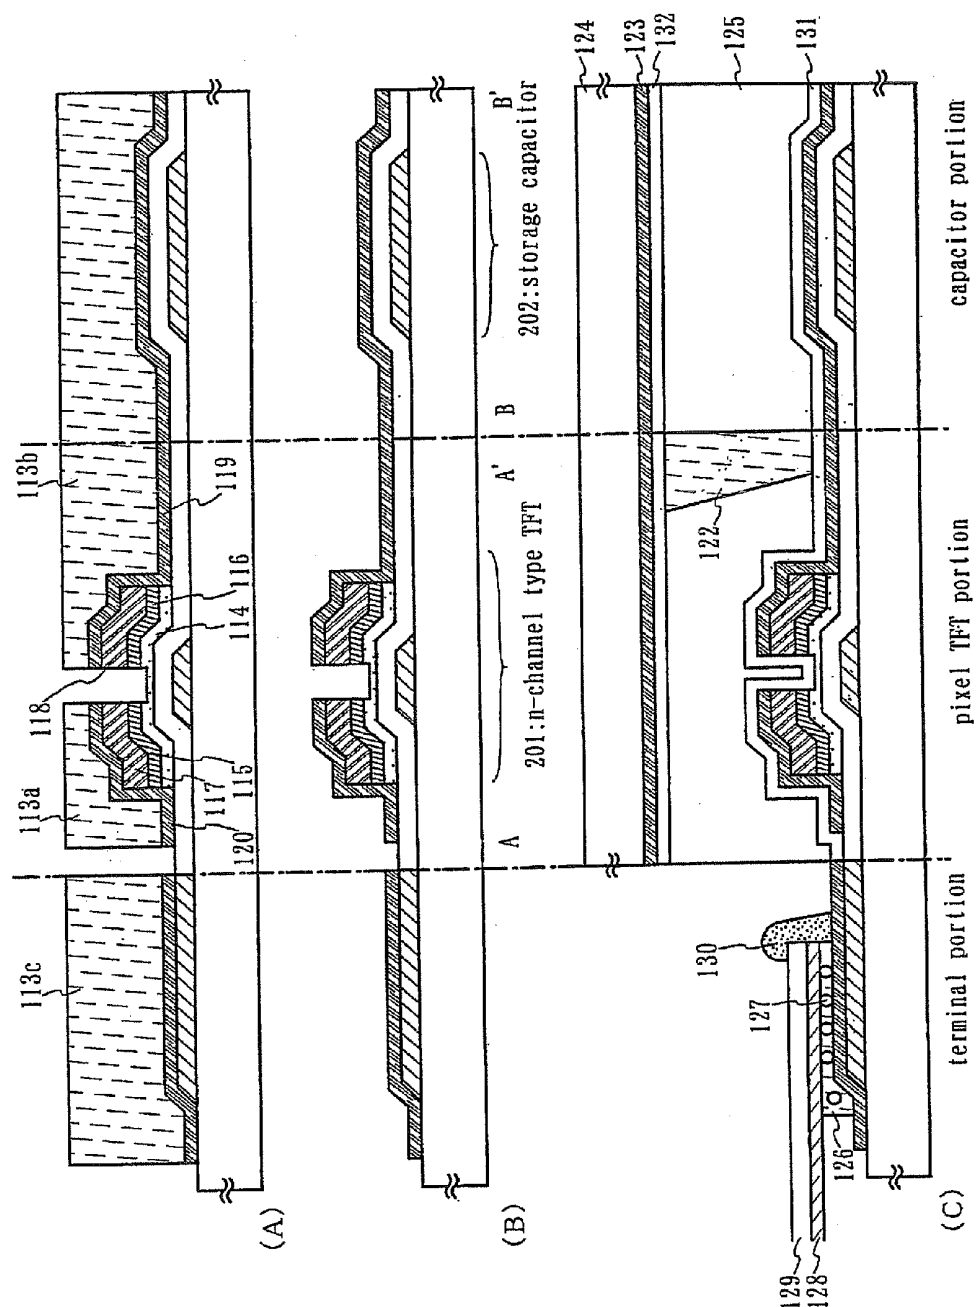 113c
113a
118
113b
120
117
115
114
116
119
(A)
A
201:n-channel type TFT
A'
B
202:storage capacitor
B'
(B)
124
123
132
125
131
122
130
127
126
129
128
(C)
terminal portion
pixel TFT portion
capacitor portion